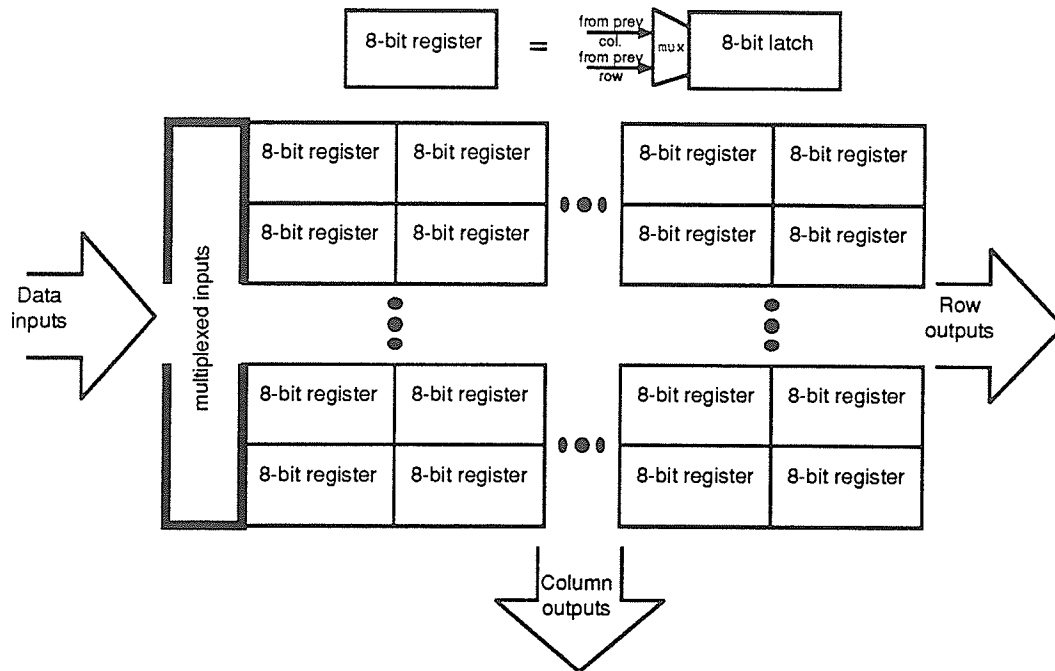 8-bit register
=
from prev
col.
from prev
row
mux
8-bit latch
8-bit register 8-bit register 8-bit register 8-bit register
8-bit register 8-bit register 8-bit register 8-bit register
multiplexed inputs
Data
inputs
Row
outputs
8-bit register 8-bit register 8-bit register 8-bit register
8-bit register 8-bit register 8-bit register 8-bit register
Column
outputs